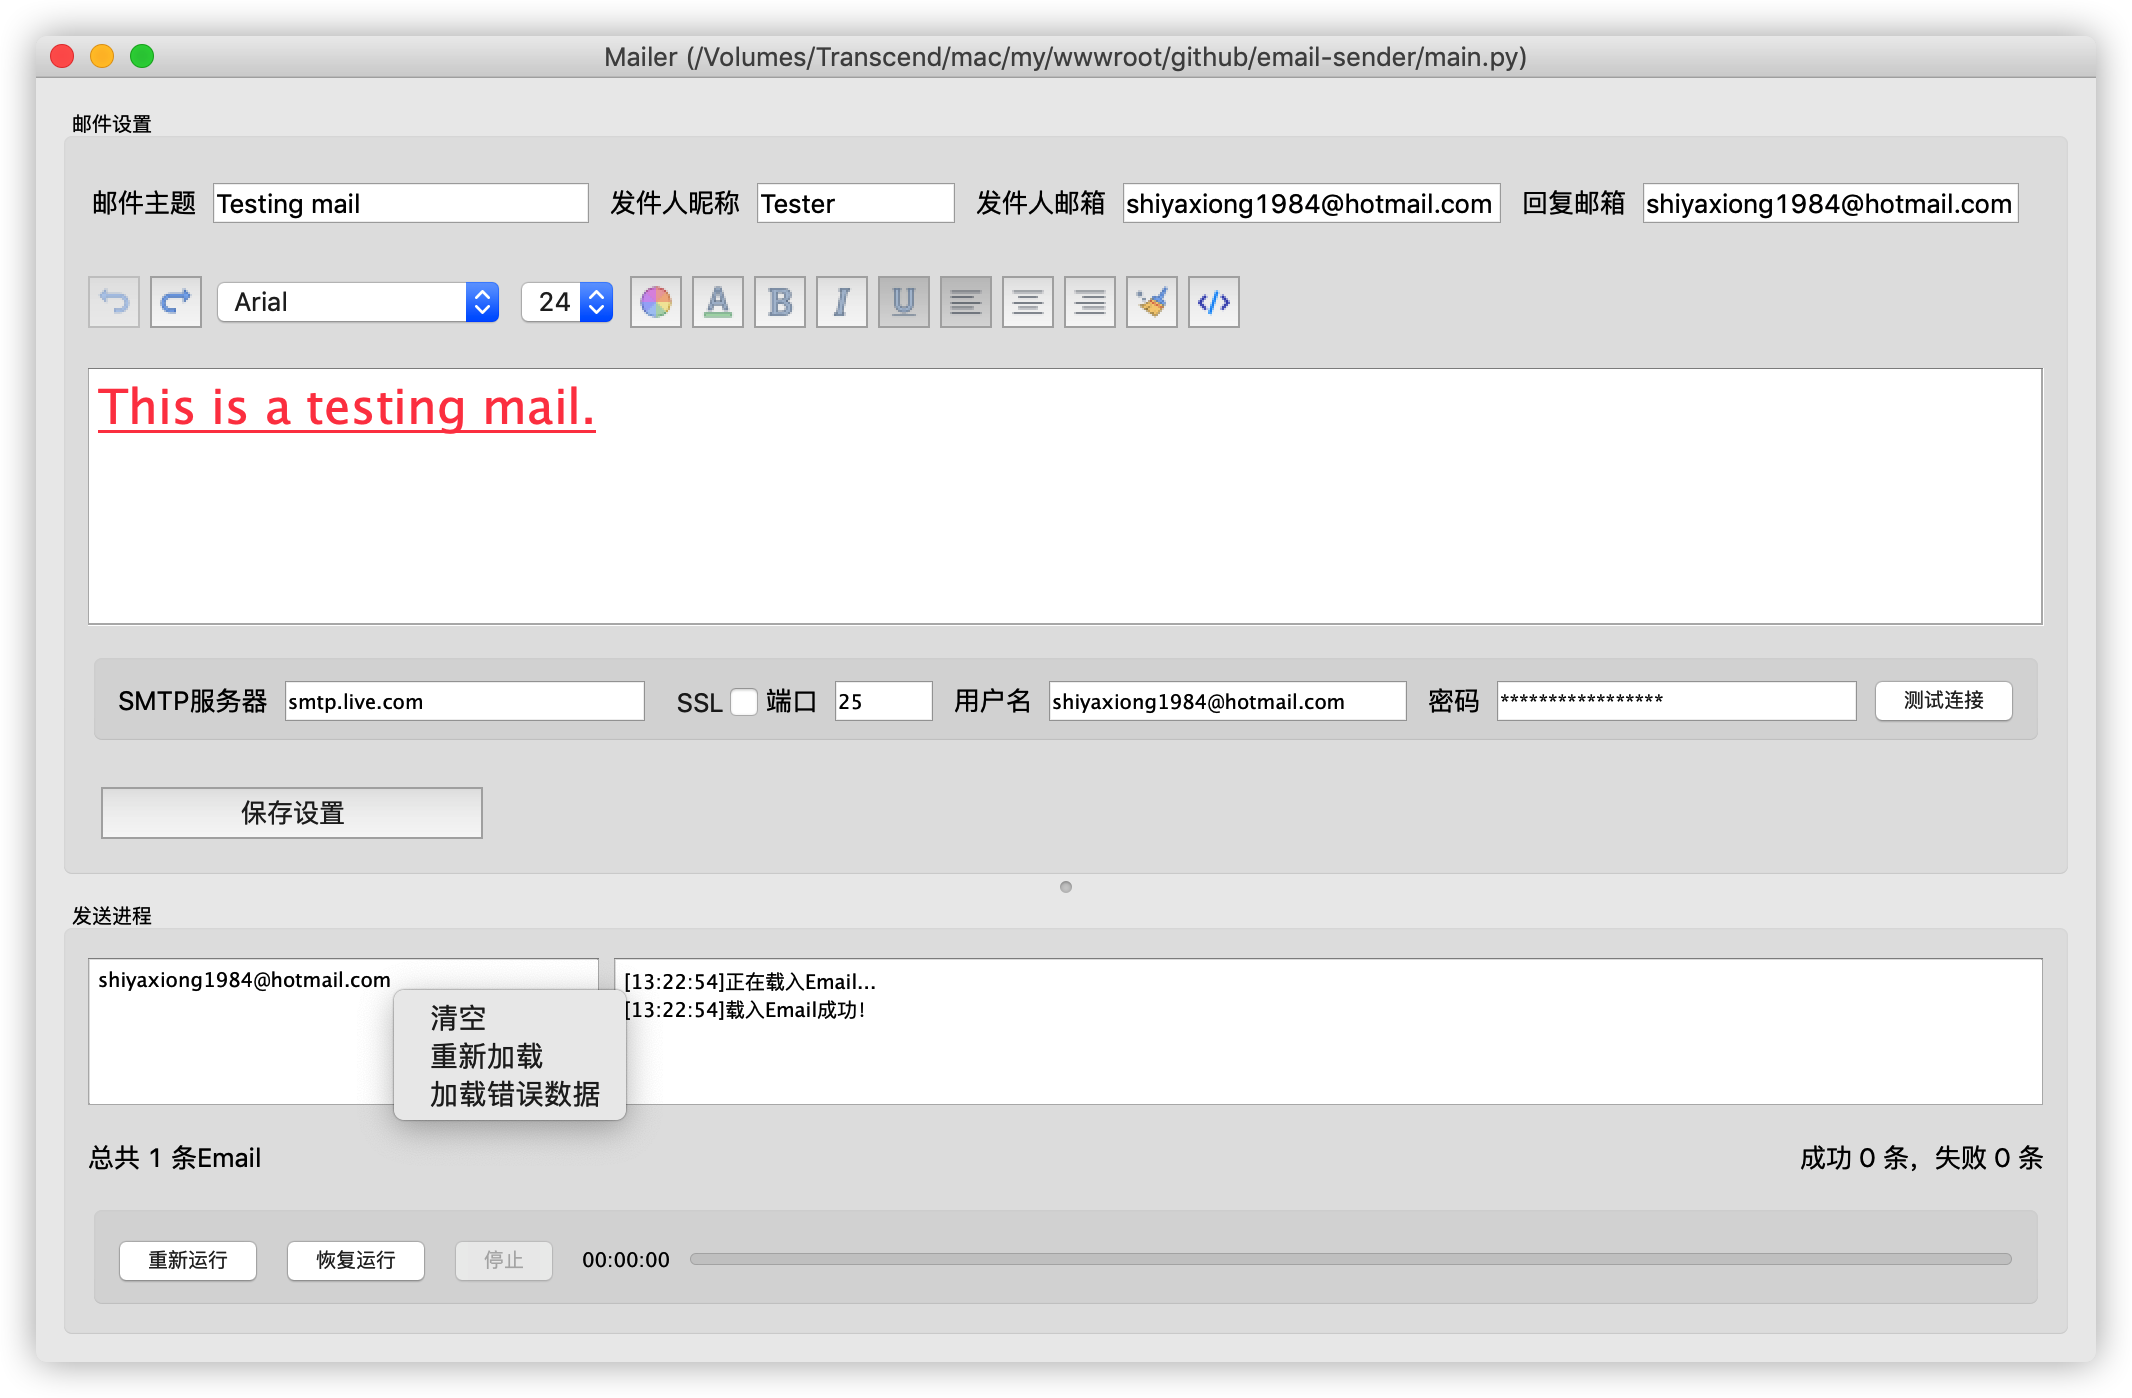 Mailer (/Volumes/Transcend/mac/my/wwwroot/github/email-sender/main.py)
邮件设置
邮件主题 Testing mail 发件人昵称 Tester 发件人邮箱 shiyaxiong1984@hotmail.com 回复邮箱 shiyaxiong1984@hotmail.com
Arial 24 A B I U </>
This is a testing mail.
SMTP服务器 smtp.live.com SSL 端口 25 用户名 shiyaxiong1984@hotmail.com 密码 ***************** 测试连接
保存设置
发送进程
shiyaxiong1984@hotmail.com
清空
重新加载
加载错误数据
[13:22:54]正在载入Email...
[13:22:54]载入Email成功!
总共 1 条Email 成功 0 条，失败 0 条
重新运行 恢复运行 停止 00:00:00